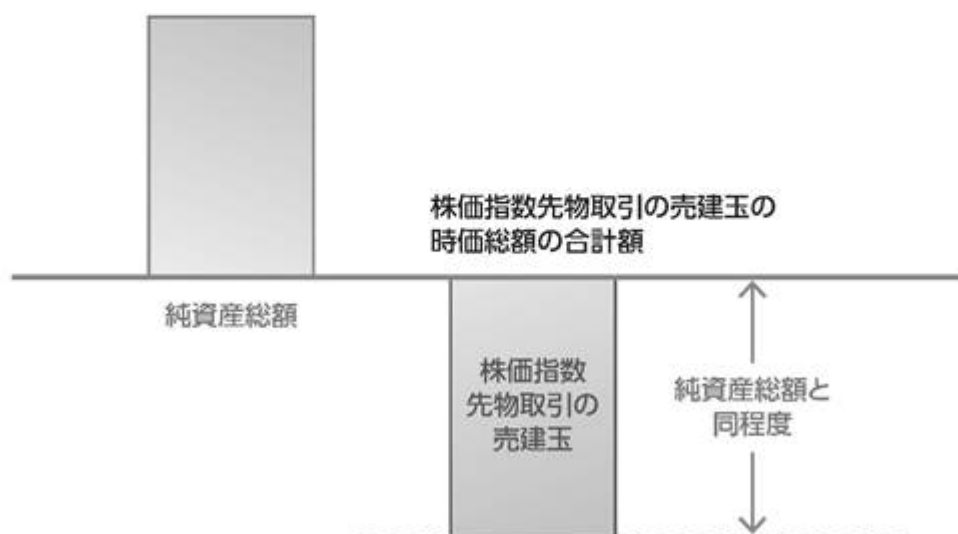 株価指数先物取引の売建玉の
時価総額の合計額
純資産総額
株価指数
先物取引の
売建玉
純資産総額と
同程度